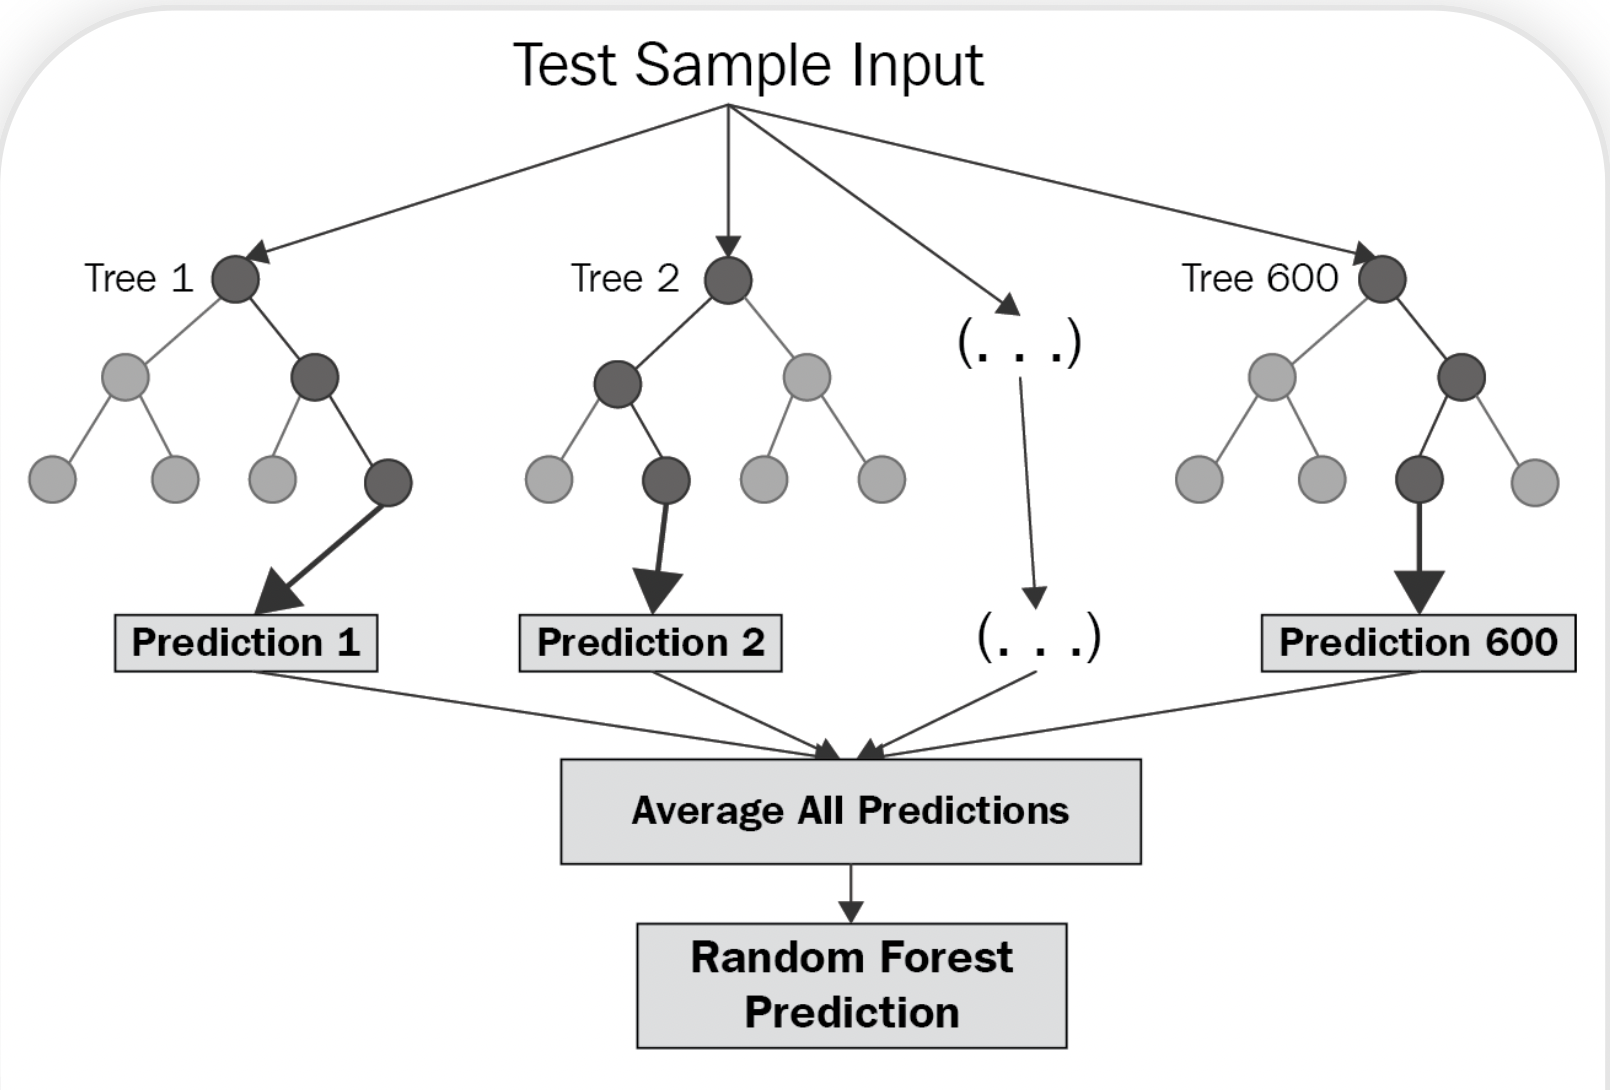 Test Sample Input
Tree 1
Tree 2
(. . .)
Tree 600
Prediction 1
Prediction 2
(. . .)
Prediction 600
Average All Predictions
Random Forest
Prediction